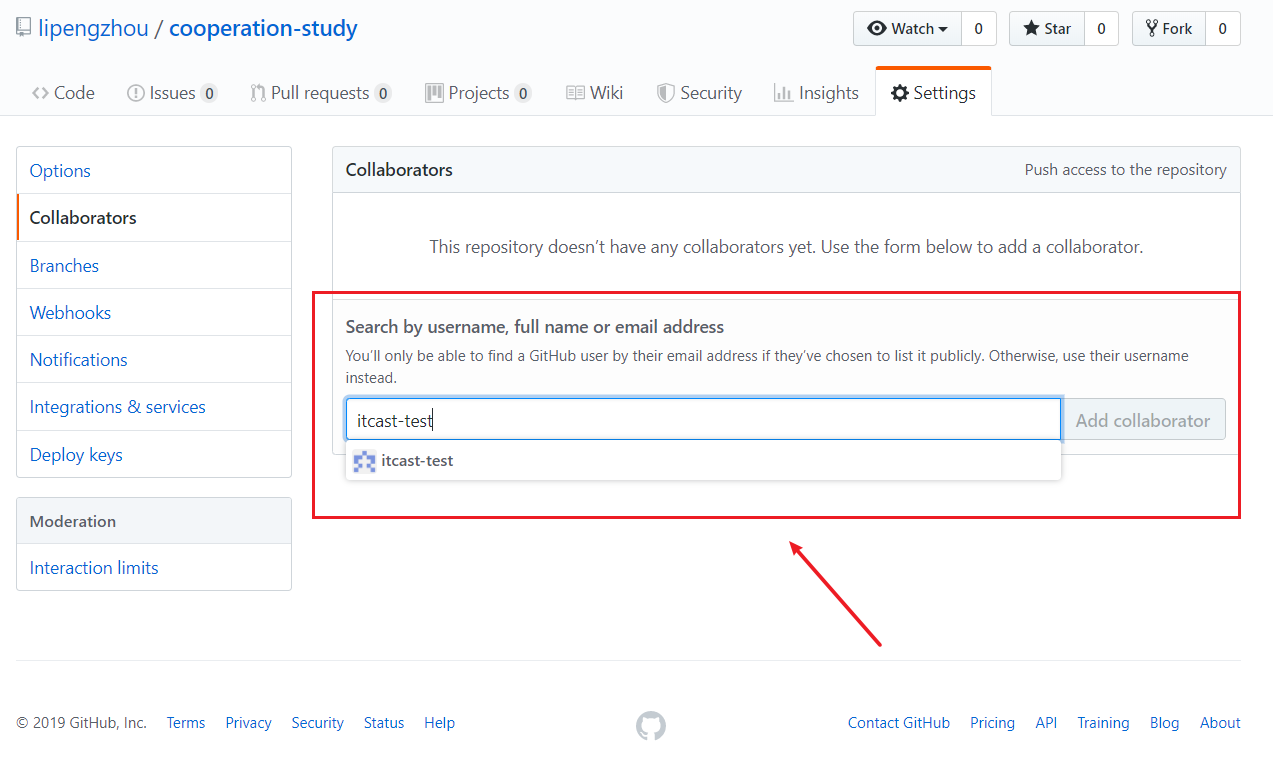 lipengzhou / cooperation-study
Watch 0 Star 0 Fork 0
Code Issues 0 Pull requests 0 Projects 0 Wiki Security Insights Settings
Options
Collaborators
Branches
Webhooks
Notifications
Integrations & services
Deploy keys
Moderation
Interaction limits
Collaborators Push access to the repository
This repository doesn’t have any collaborators yet. Use the form below to add a collaborator.
Search by username, full name or email address
You’ll only be able to find a GitHub user by their email address if they’ve chosen to list it publicly. Otherwise, use their username
instead.
itcast-test Add collaborator
itcast-test
© 2019 GitHub, Inc. Terms Privacy Security Status Help Contact GitHub Pricing API Training Blog About